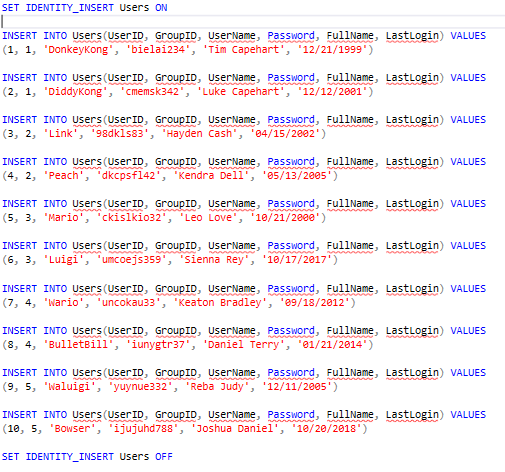 SET IDENTITY_INSERT Users ON
INSERT INTO Users(UserID, GroupID, UserName, Password, FullName, LastLogin) VALUES
(1, 1, 'DonkeyKong', 'bielai234', 'Tim Capehart', '12/21/1999')
INSERT INTO Users(UserID, GroupID, UserName, Password, FullName, LastLogin) VALUES
(2, 1, 'DiddyKong', 'cmemsk342', 'Luke Capehart', '12/12/2001')
INSERT INTO Users(UserID, GroupID, UserName, Password, FullName, LastLogin) VALUES
(3, 2, 'Link', '98dkls83', 'Hayden Cash', '04/15/2002')
INSERT INTO Users(UserID, GroupID, UserName, Password, FullName, LastLogin) VALUES
(4, 2, 'Peach', 'dkcpsfl42', 'Kendra Dell', '05/13/2005')
INSERT INTO Users(UserID, GroupID, UserName, Password, FullName, LastLogin) VALUES
(5, 3, 'Mario', 'ckislkio32', 'Leo Love', '10/21/2000')
INSERT INTO Users(UserID, GroupID, UserName, Password, FullName, LastLogin) VALUES
(6, 3, 'Luigi', 'umcoejs359', 'Sienna Rey', '10/17/2017')
INSERT INTO Users(UserID, GroupID, UserName, Password, FullName, LastLogin) VALUES
(7, 4, 'Wario', 'uncokau33', 'Keaton Bradley', '09/18/2012')
INSERT INTO Users(UserID, GroupID, UserName, Password, FullName, LastLogin) VALUES
(8, 4, 'BulletBill', 'iunygtr37', 'Daniel Terry', '01/21/2014')
INSERT INTO Users(UserID, GroupID, UserName, Password, FullName, LastLogin) VALUES
(9, 5, 'Waluigi', 'yuynue332', 'Reba Judy', '12/11/2005')
INSERT INTO Users(UserID, GroupID, UserName, Password, FullName, LastLogin) VALUES
(10, 5, 'Bowser', 'ijujuhd788', 'Joshua Daniel', '10/20/2018')
SET IDENTITY_INSERT Users OFF